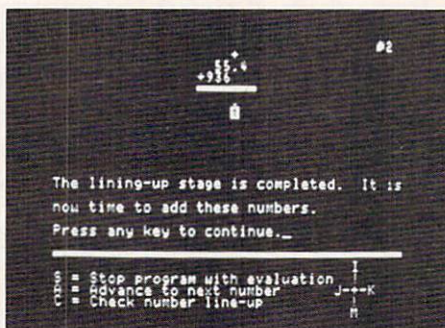 #2
+
55.4
+936
The lining-up stage is completed. It is
now time to add these numbers.
Press any key to continue._
S = Stop program with evaluation
= Advance to next number
C = Check number line-up
I
J K
M